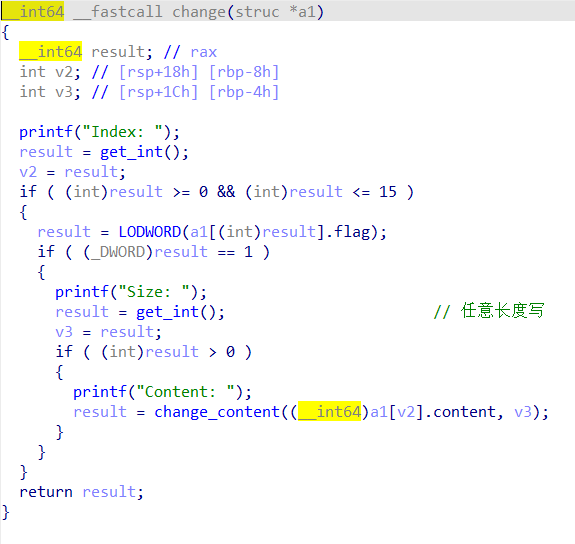 __int64 __fastcall change(struc *a1)
{
  __int64 result; // rax
  int v2; // [rsp+18h] [rbp-8h]
  int v3; // [rsp+1Ch] [rbp-4h]

  printf("Index: ");
  result = get_int();
  v2 = result;
  if ( (int)result >= 0 && (int)result <= 15 )
  {
    result = LODWORD(a1[(int)result].flag);
    if ( (_DWORD)result == 1 )
    {
      printf("Size: ");
      result = get_int();                         // 任意长度写
      v3 = result;
      if ( (int)result > 0 )
      {
        printf("Content: ");
        result = change_content((__int64)a1[v2].content, v3);
      }
    }
  }
  return result;
}